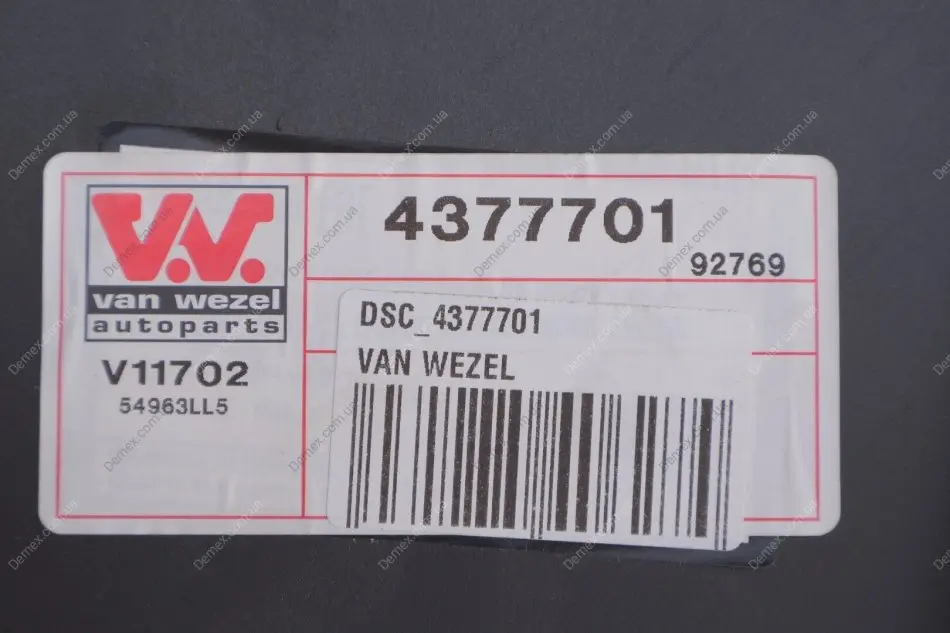 4377701
92769
van wezel
autoparts
V11702
54963LL5
DSC_4377701
VAN WEZEL
Demex.com.ua